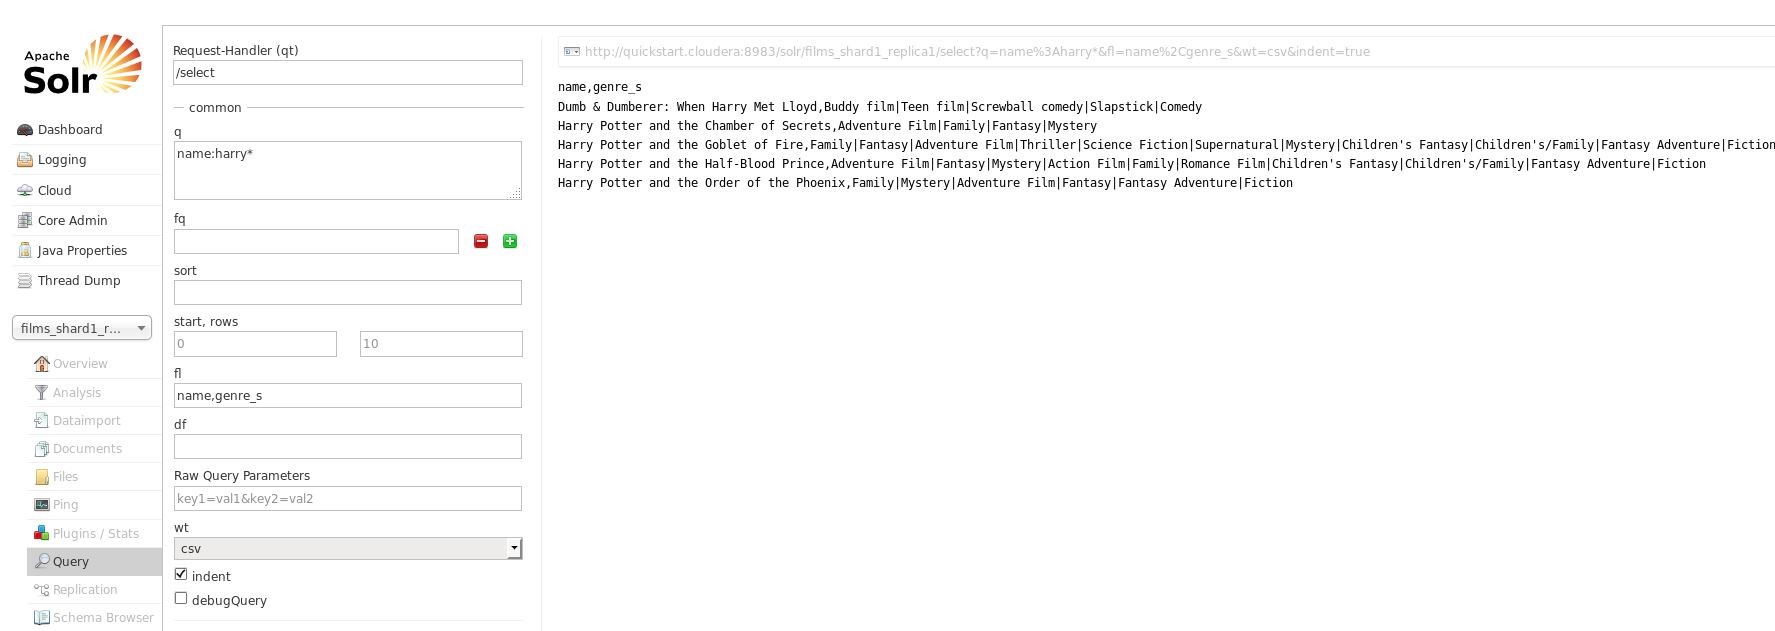 Apache
Solr
Dashboard
Logging
Cloud
Core Admin
Java Properties
Thread Dump
films_shard1_r...
Overview
Analysis
Dataimport
Documents
Files
Ping
Plugins / Stats
Query
Replication
Schema Browser
Request-Handler (qt)
/select
common
q
name:harry*
fq
sort
start, rows
0 10
fl
name,genre_s
df
Raw Query Parameters
key1=val1&key2=val2
wt
csv
indent
debugQuery
http://quickstart.cloudera:8983/solr/films_shard1_replica1/select?q=name%3Aharry*&fl=name%2Cgenre_s&wt=csv&indent=true
name,genre_s
Dumb & Dumberer: When Harry Met Lloyd,Buddy film|Teen film|Screwball comedy|Slapstick|Comedy
Harry Potter and the Chamber of Secrets,Adventure Film|Family|Fantasy|Mystery
Harry Potter and the Goblet of Fire,Family|Fantasy|Adventure Film|Thriller|Science Fiction|Supernatural|Mystery|Children's Fantasy|Children's/Family|Fantasy Adventure|Fiction
Harry Potter and the Half-Blood Prince,Adventure Film|Fantasy|Mystery|Action Film|Family|Romance Film|Children's Fantasy|Children's/Family|Fantasy Adventure|Fiction
Harry Potter and the Order of the Phoenix,Family|Mystery|Adventure Film|Fantasy|Fantasy Adventure|Fiction